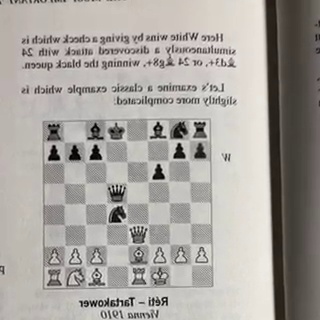 Here White wins by giving a check which is
simultaneously a discovered attack with 24
♗d3+, or 24 ♗g8+, winning the black queen.
Let's examine a classic example which is
slightly more complicated:
W
Réti – Tartakower
Vienna 1910